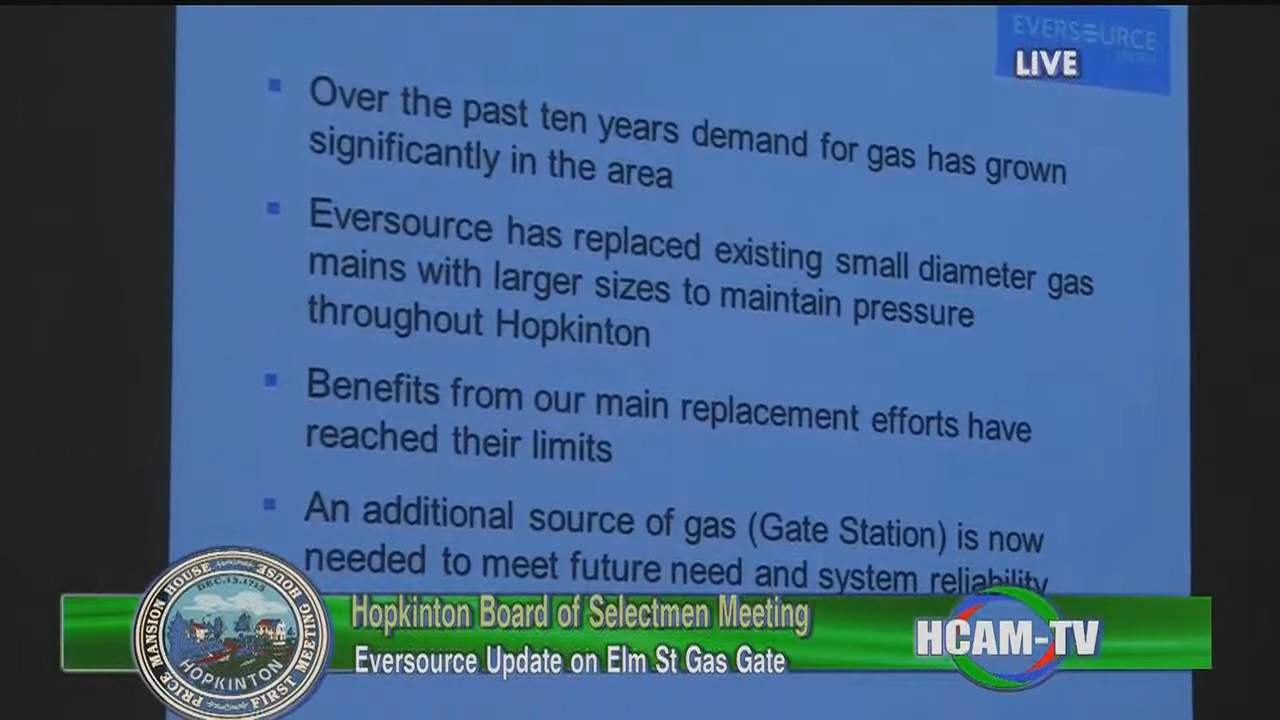 EVERSOURCE
LIVE
Over the past ten years demand for gas has grown
significantly in the area
Eversource has replaced existing small diameter gas
mains with larger sizes to maintain pressure
throughout Hopkinton
Benefits from our main replacement efforts have
reached their limits
An additional source of gas (Gate Station) is now
needed to meet future need and system reliability
Hopkinton Board of Selectmen Meeting
Eversource Update on Elm St Gas Gate
HCAM-TV
PRICE MANSION HOUSE FIRST MEETING HOUSE
DEC.13.1715
HOPKINTON